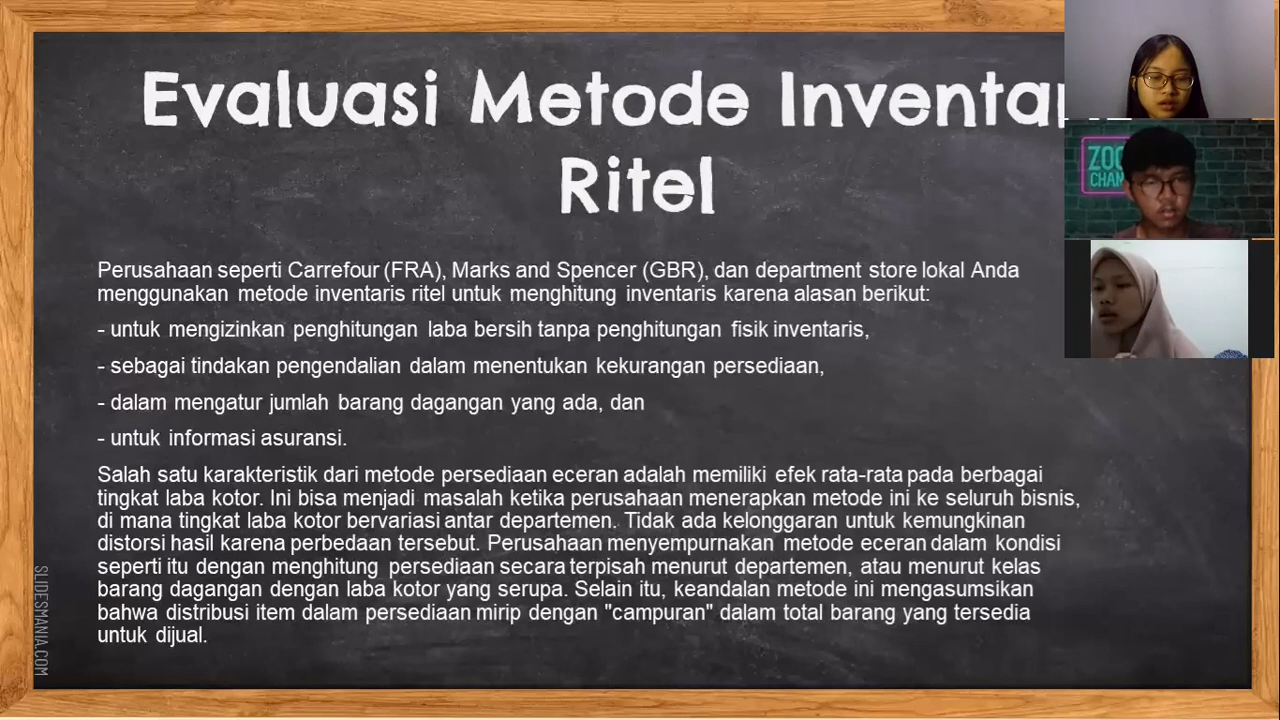 Evaluasi Metode
Ritel
ZOO
CHAN
Perusahaan seperti Carrefour (FRA), Marks and Spencer (GBR), dan department store lokal Anda
menggunakan metode inventaris ritel untuk menghitung inventaris karena alasan berikut:
- untuk mengizinkan penghitungan laba bersih tanpa penghitungan fisik inventaris,
- sebagai tindakan pengendalian dalam menentukan kekurangan persediaan,
- dalam mengatur jumlah barang dagangan yang ada, dan
- untuk informasi asuransi.
Salah satu karakteristik dari metode persediaan eceran adalah memiliki efek rata-rata pada berbagai
tingkat laba kotor. Ini bisa menjadi masalah ketika perusahaan menerapkan metode ini ke seluruh bisnis,
di mana tingkat laba kotor bervariasi antar departemen. Tidak ada kelonggaran untuk kemungkinan
distorsi hasil karena perbedaan tersebut. Perusahaan menyempurnakan metode eceran dalam kondisi
seperti itu dengan menghitung persediaan secara terpisah menurut departemen, atau menurut kelas
barang dagangan dengan laba kotor yang serupa. Selain itu, keandalan metode ini mengasumsikan
bahwa distribusi item dalam persediaan mirip dengan "campuran" dalam total barang yang tersedia
untuk dijual.
SLIDESMANIA.COM